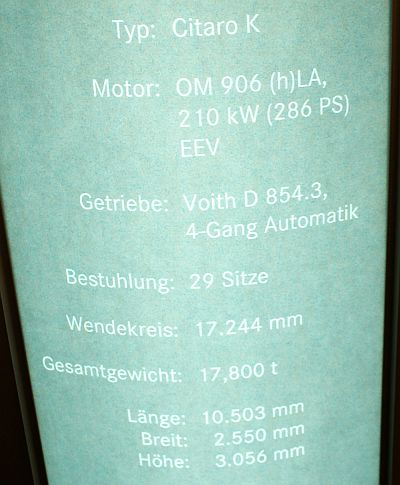 Typ: Citaro K
Motor: OM 906 (h)LA,
210 kW (286 PS)
EEV
Getriebe: Voith D 854.3,
4-Gang Automatik
Bestuhlung: 29 Sitze
Wendekreis: 17.244 mm
Gesamtgewicht: 17,800 t
Länge: 10.503 mm
Breit: 2.550 mm
Höhe: 3.056 mm